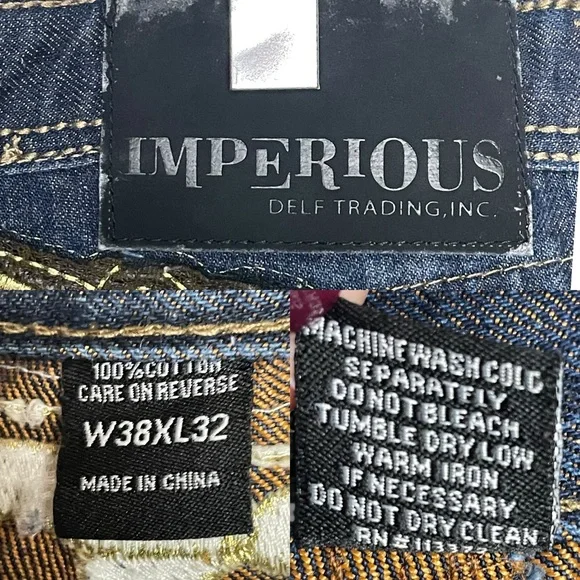 IMPERIOUS
DELF TRADING, INC.
100% COTTON
CARE ON REVERSE
W38XL32
MADE IN CHINA
MACHINE WASH COLD
SEPARATELY
DO NOT BLEACH
TUMBLE DRY LOW
WARM IRON
IF NECESSARY
DO NOT DRY CLEAN